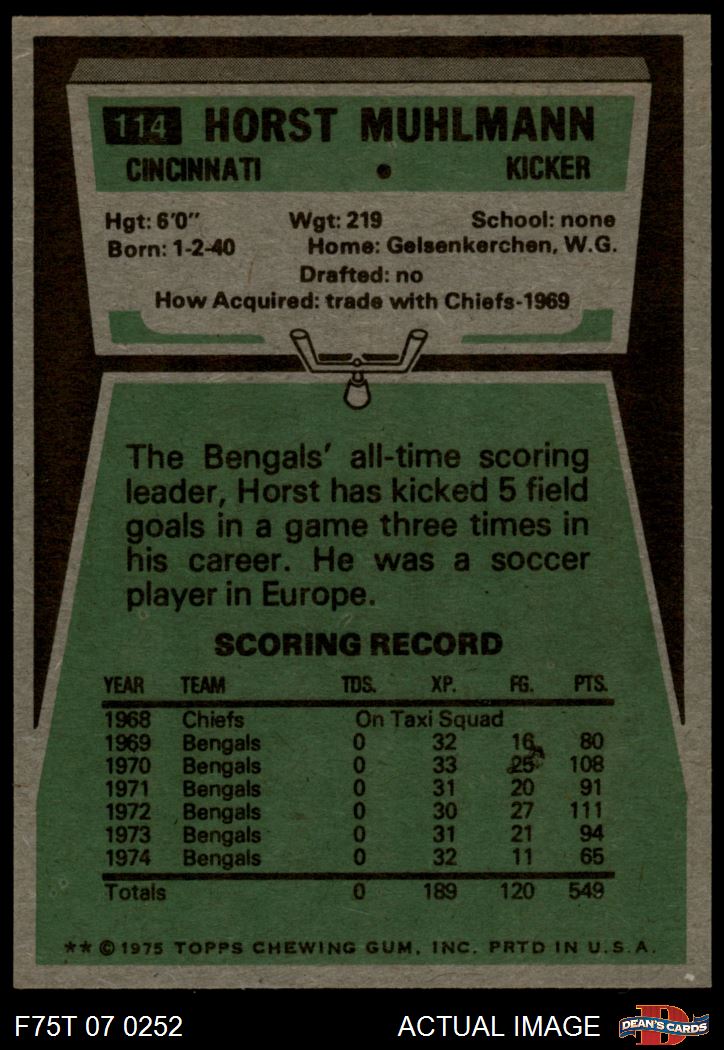 114 HORST MUHLMANN
CINCINNATI • KICKER
Hgt: 6'0" Wgt: 219 School: none
Born: 1-2-40 Home: Gelsenkerchen, W.G.
Drafted: no
How Acquired: trade with Chiefs-1969
The Bengals' all-time scoring
leader, Horst has kicked 5 field
goals in a game three times in
his career. He was a soccer
player in Europe.
SCORING RECORD
YEAR TEAM TDS. XP. FG. PTS.
1968 Chiefs On Taxi Squad
1969 Bengals 0 32 16 80
1970 Bengals 0 33 25 108
1971 Bengals 0 31 20 91
1972 Bengals 0 30 27 111
1973 Bengals 0 31 21 94
1974 Bengals 0 32 11 65
Totals 0 189 120 549
** © 1975 TOPPS CHEWING GUM, INC. PRTD IN U.S.A.
F75T 07 0252 ACTUAL IMAGE D DEAN'S CARDS